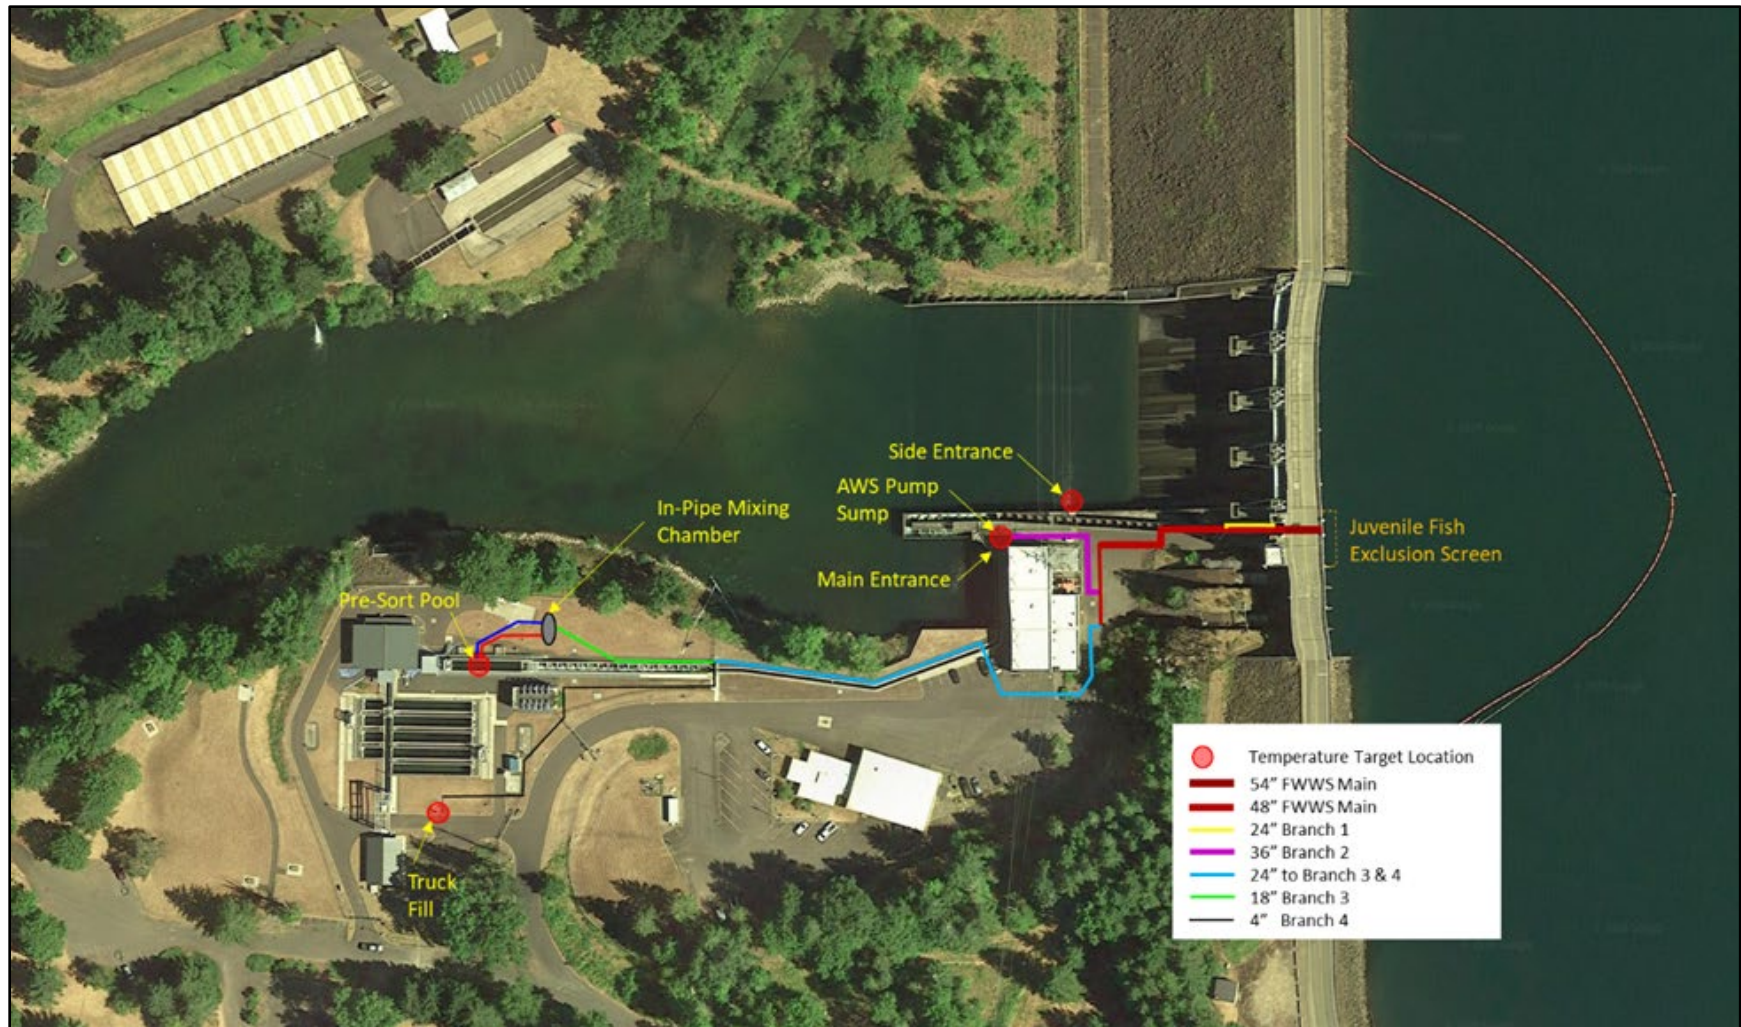 Side Entrance
AWS Pump
Sump
In-Pipe Mixing
Chamber
Juvenile Fish
Exclusion Screen
Main Entrance
Pre-Sort Pool
Truck
Fill
Temperature Target Location
54" FWWS Main
48" FWWS Main
24" Branch 1
36" Branch 2
24" to Branch 3 & 4
18" Branch 3
4" Branch 4